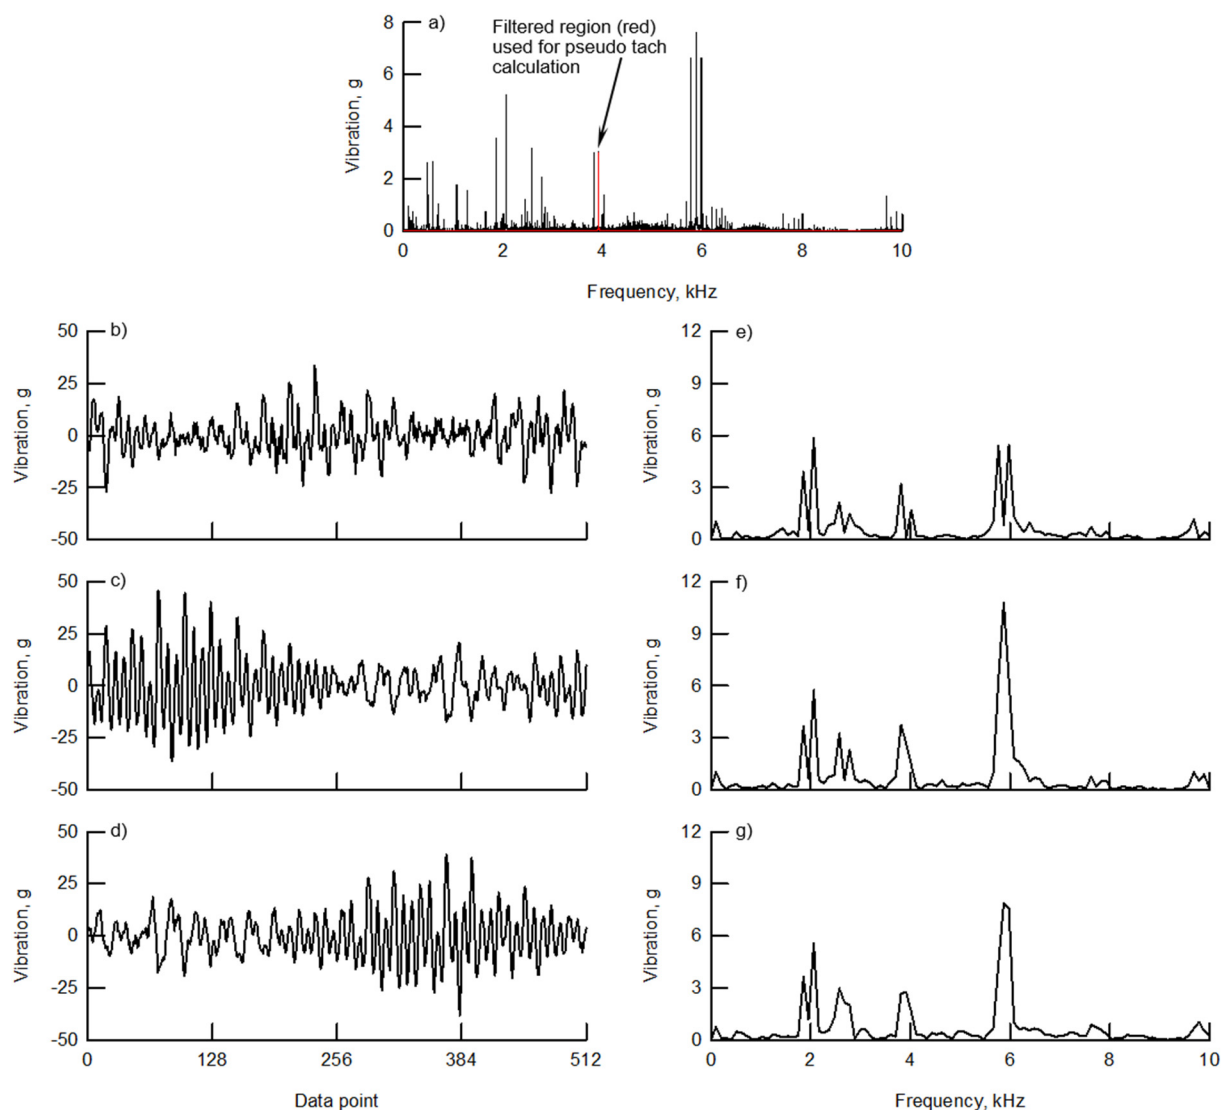 a)
Filtered region (red)
used for pseudo tach
calculation
8
6
4
2
0
Vibration, g
0 2 4 6 8 10
Frequency, kHz
b)
50
25
0
-25
-50
Vibration, g
e)
12
9
6
3
0
Vibration, g
c)
50
25
0
-25
-50
Vibration, g
f)
12
9
6
3
0
Vibration, g
d)
50
25
0
-25
-50
Vibration, g
0 128 256 384 512
Data point
g)
12
9
6
3
0
Vibration, g
0 2 4 6 8 10
Frequency, kHz